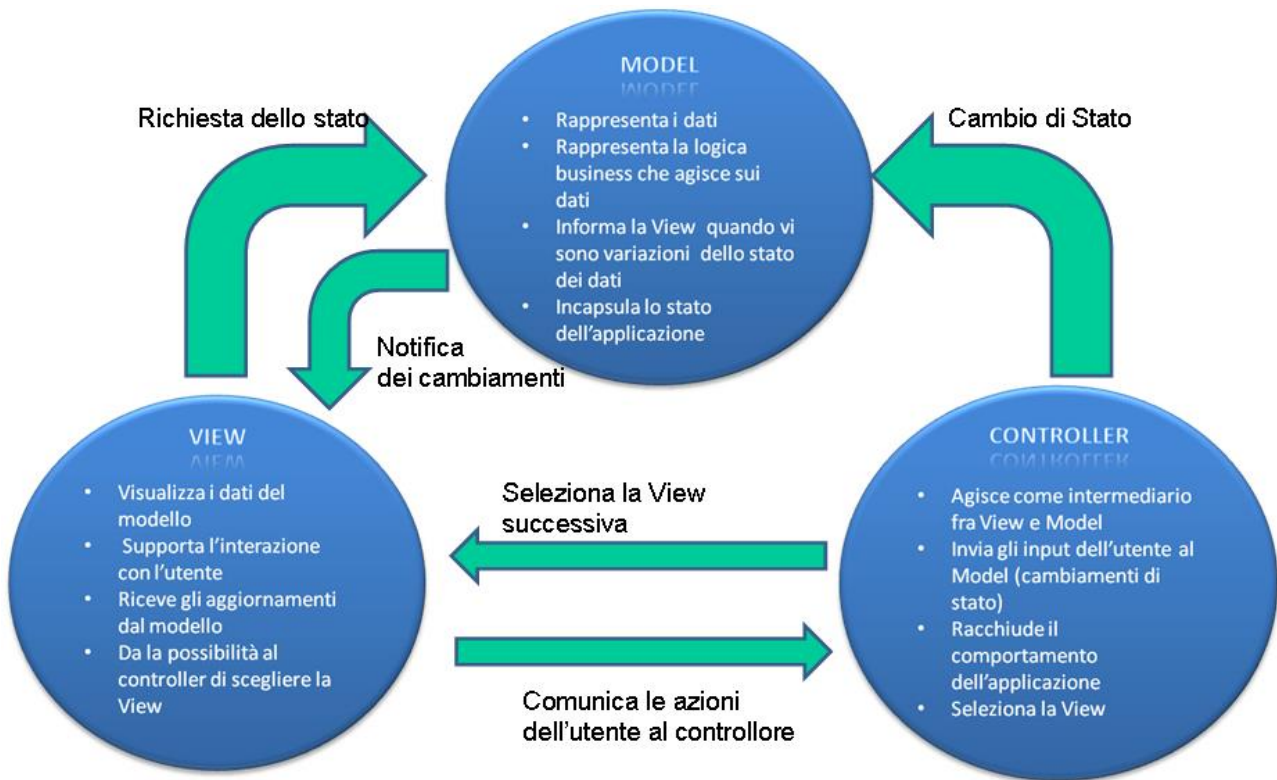 MODEL
Richiesta dello stato
Cambio di Stato
• Rappresenta i dati
• Rappresenta la logica
business che agisce sui
dati
• Informa la View quando vi
sono variazioni dello stato
dei dati
• Incapsula lo stato
dell'applicazione
Notifica
dei cambiamenti
VIEW
• Visualizza i dati del
modello
• Supporta l'interazione
con l'utente
• Riceve gli aggiornamenti
dal modello
• Da la possibilità al
controller di scegliere la
View
Seleziona la View
successiva
Comunica le azioni
dell'utente al controllore
CONTROLLER
• Agisce come intermediario
fra View e Model
• Invia gli input dell'utente al
Model (cambiamenti di
stato)
• Racchiude il
comportamento
dell'applicazione
• Seleziona la View